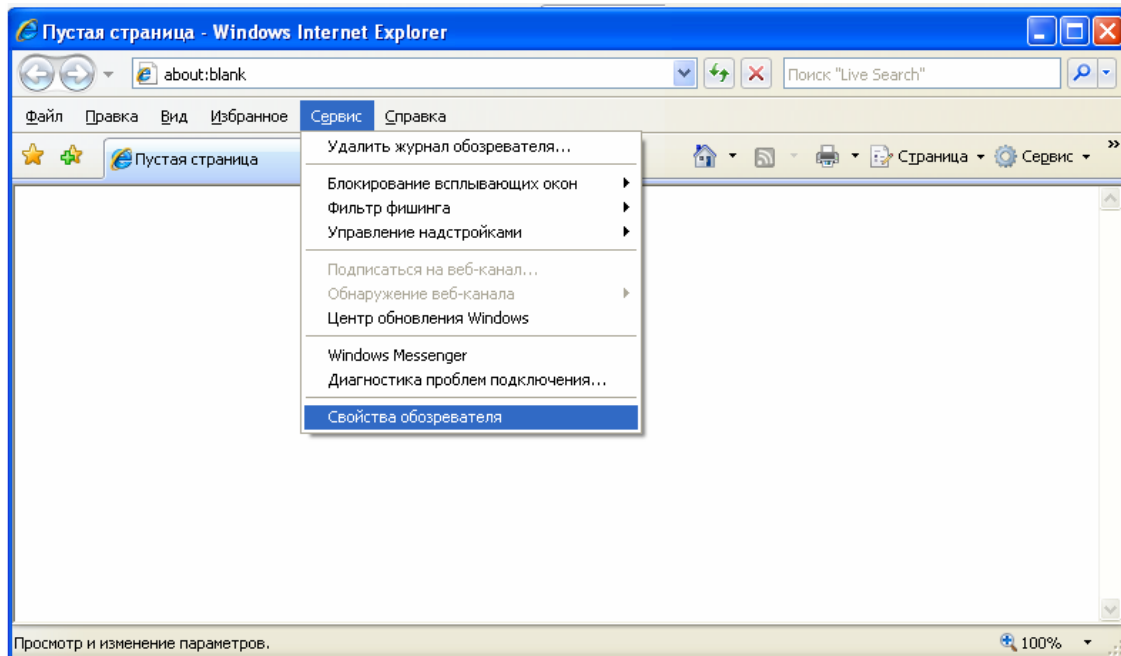 Пустая страница - Windows Internet Explorer
about:blank
Поиск "Live Search"
Файл Правка Вид Избранное Сервис Справка
Пустая страница
Страница Сервис »
Удалить журнал обозревателя...
Блокирование всплывающих окон
Фильтр фишинга
Управление надстройками
Подписаться на веб-канал...
Обнаружение веб-канала
Центр обновления Windows
Windows Messenger
Диагностика проблем подключения...
Свойства обозревателя
Просмотр и изменение параметров.
100%